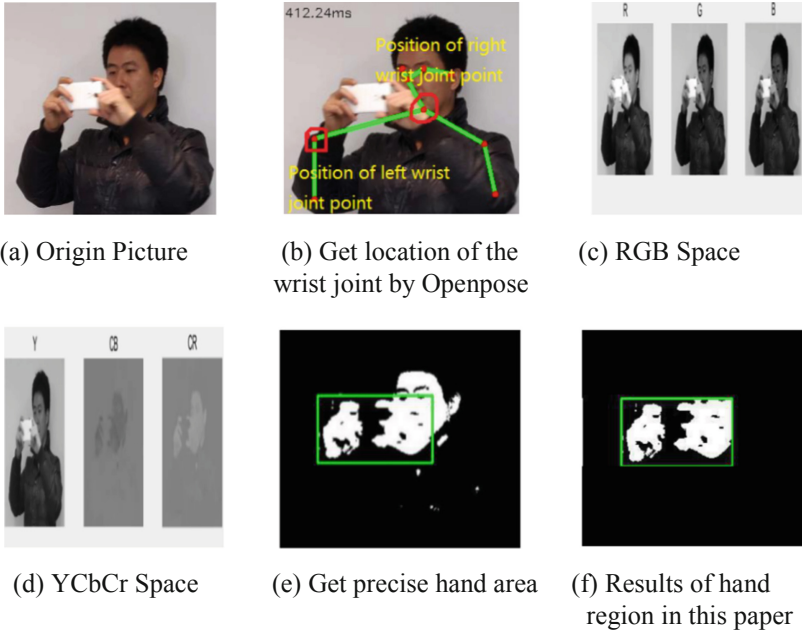 412.24ms
Position of right
wrist joint point
Position of left wrist
joint point
R G B
(a) Origin Picture
(b) Get location of the
wrist joint by Openpose
(c) RGB Space
Y CB CR
(d) YCbCr Space
(e) Get precise hand area
(f) Results of hand
region in this paper